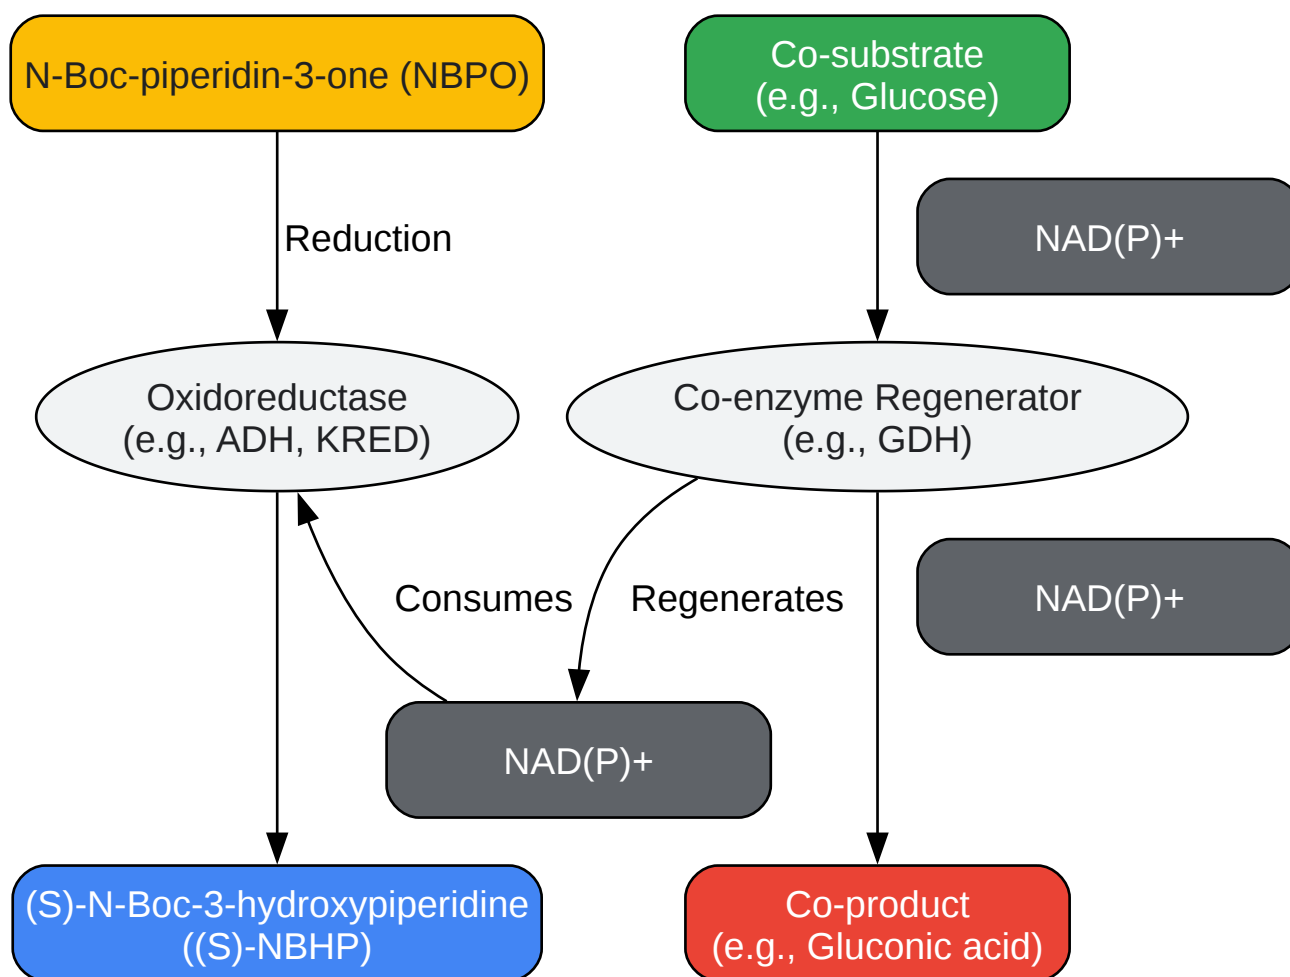 N-Boc-piperidin-3-one (NBPO)
Co-substrate
(e.g., Glucose)
NAD(P)+
Reduction
Oxidoreductase
(e.g., ADH, KRED)
Co-enzyme Regenerator
(e.g., GDH)
Consumes
Regenerates
NAD(P)+
NAD(P)+
(S)-N-Boc-3-hydroxypiperidine
((S)-NBHP)
Co-product
(e.g., Gluconic acid)